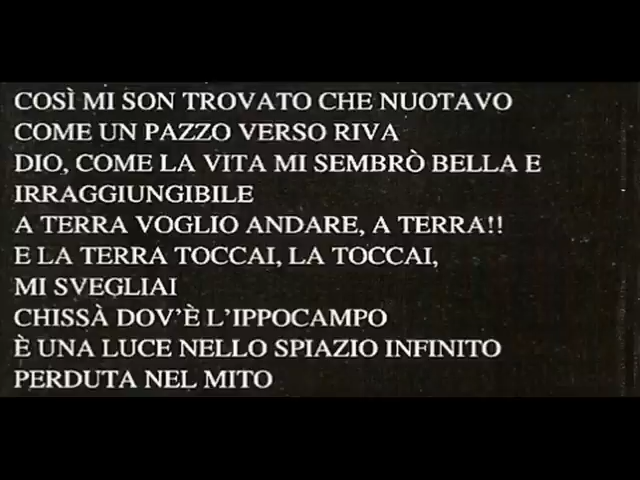 COSÌ MI SON TROVATO CHE NUOTAVO
COME UN PAZZO VERSO RIVA
DIO, COME LA VITA MI SEMBRÒ BELLA E
IRRAGGIUNGIBILE
A TERRA VOGLIO ANDARE, A TERRA!!
E LA TERRA TOCCAI, LA TOCCAI,
MI SVEGLIAI
CHISSÀ DOV'È L'IPPOCAMPO
È UNA LUCE NELLO SPIAZIO INFINITO
PERDUTA NEL MITO